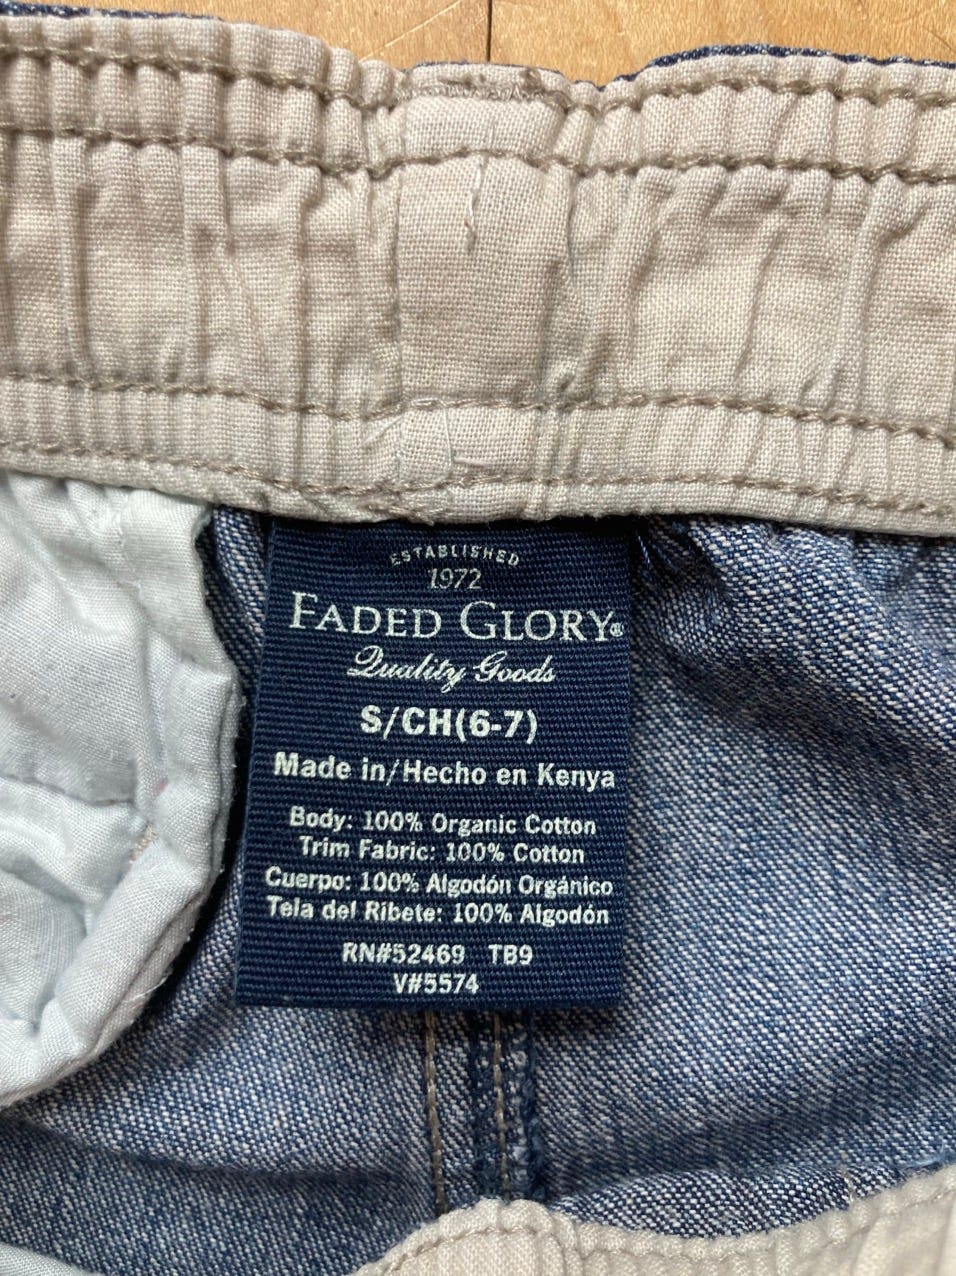 ESTABLISHED
1972
FADED GLORY®
Quality Goods
S/CH(6-7)
Made in/Hecho en Kenya
Body: 100% Organic Cotton
Trim Fabric: 100% Cotton
Cuerpo: 100% Algodón Orgánico
Tela del Ribete: 100% Algodón
RN#52469 TB9
V#5574